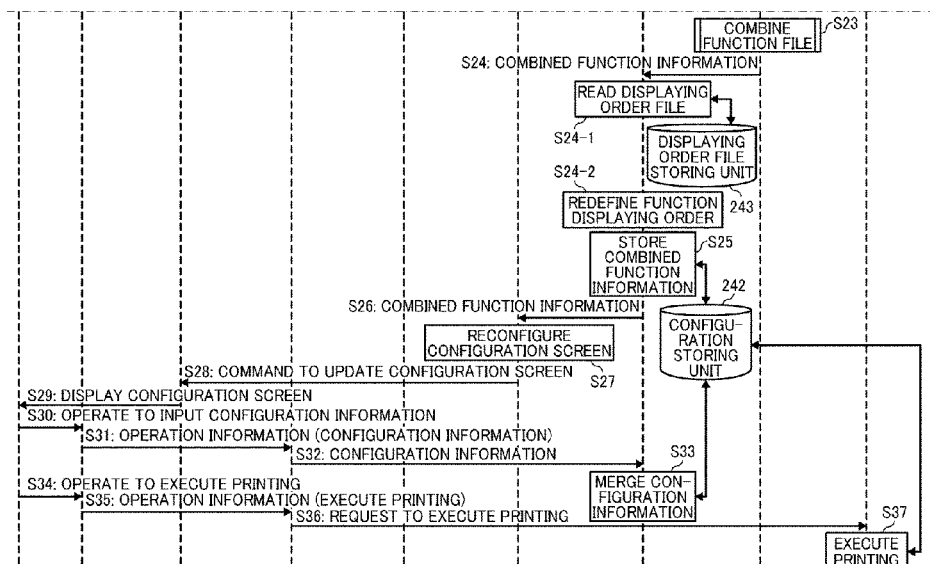 COMBINE
FUNCTION FILE
S23
S24: COMBINED FUNCTION INFORMATION
READ DISPLAYING
ORDER FILE
S24-1
DISPLAYING
ORDER FILE
STORING UNIT
S24-2
243
REDEFINE FUNCTION
DISPLAYING ORDER
STORE
COMBINED
FUNCTION
INFORMATION
S25
242
S26: COMBINED FUNCTION INFORMATION
CONFIGU-
RATION
STORING
UNIT
RECONFIGURE
CONFIGURATION SCREEN
S27
S28: COMMAND TO UPDATE CONFIGURATION SCREEN
S29: DISPLAY CONFIGURATION SCREEN
S30: OPERATE TO INPUT CONFIGURATION INFORMATION
S31: OPERATION INFORMATION (CONFIGURATION INFORMATION)
S32: CONFIGURATION INFORMATION
S33
MERGE CON-
FIGURATION
INFORMATION
S34: OPERATE TO EXECUTE PRINTING
S35: OPERATION INFORMATION (EXECUTE PRINTING)
S36: REQUEST TO EXECUTE PRINTING
S37
EXECUTE
PRINTING